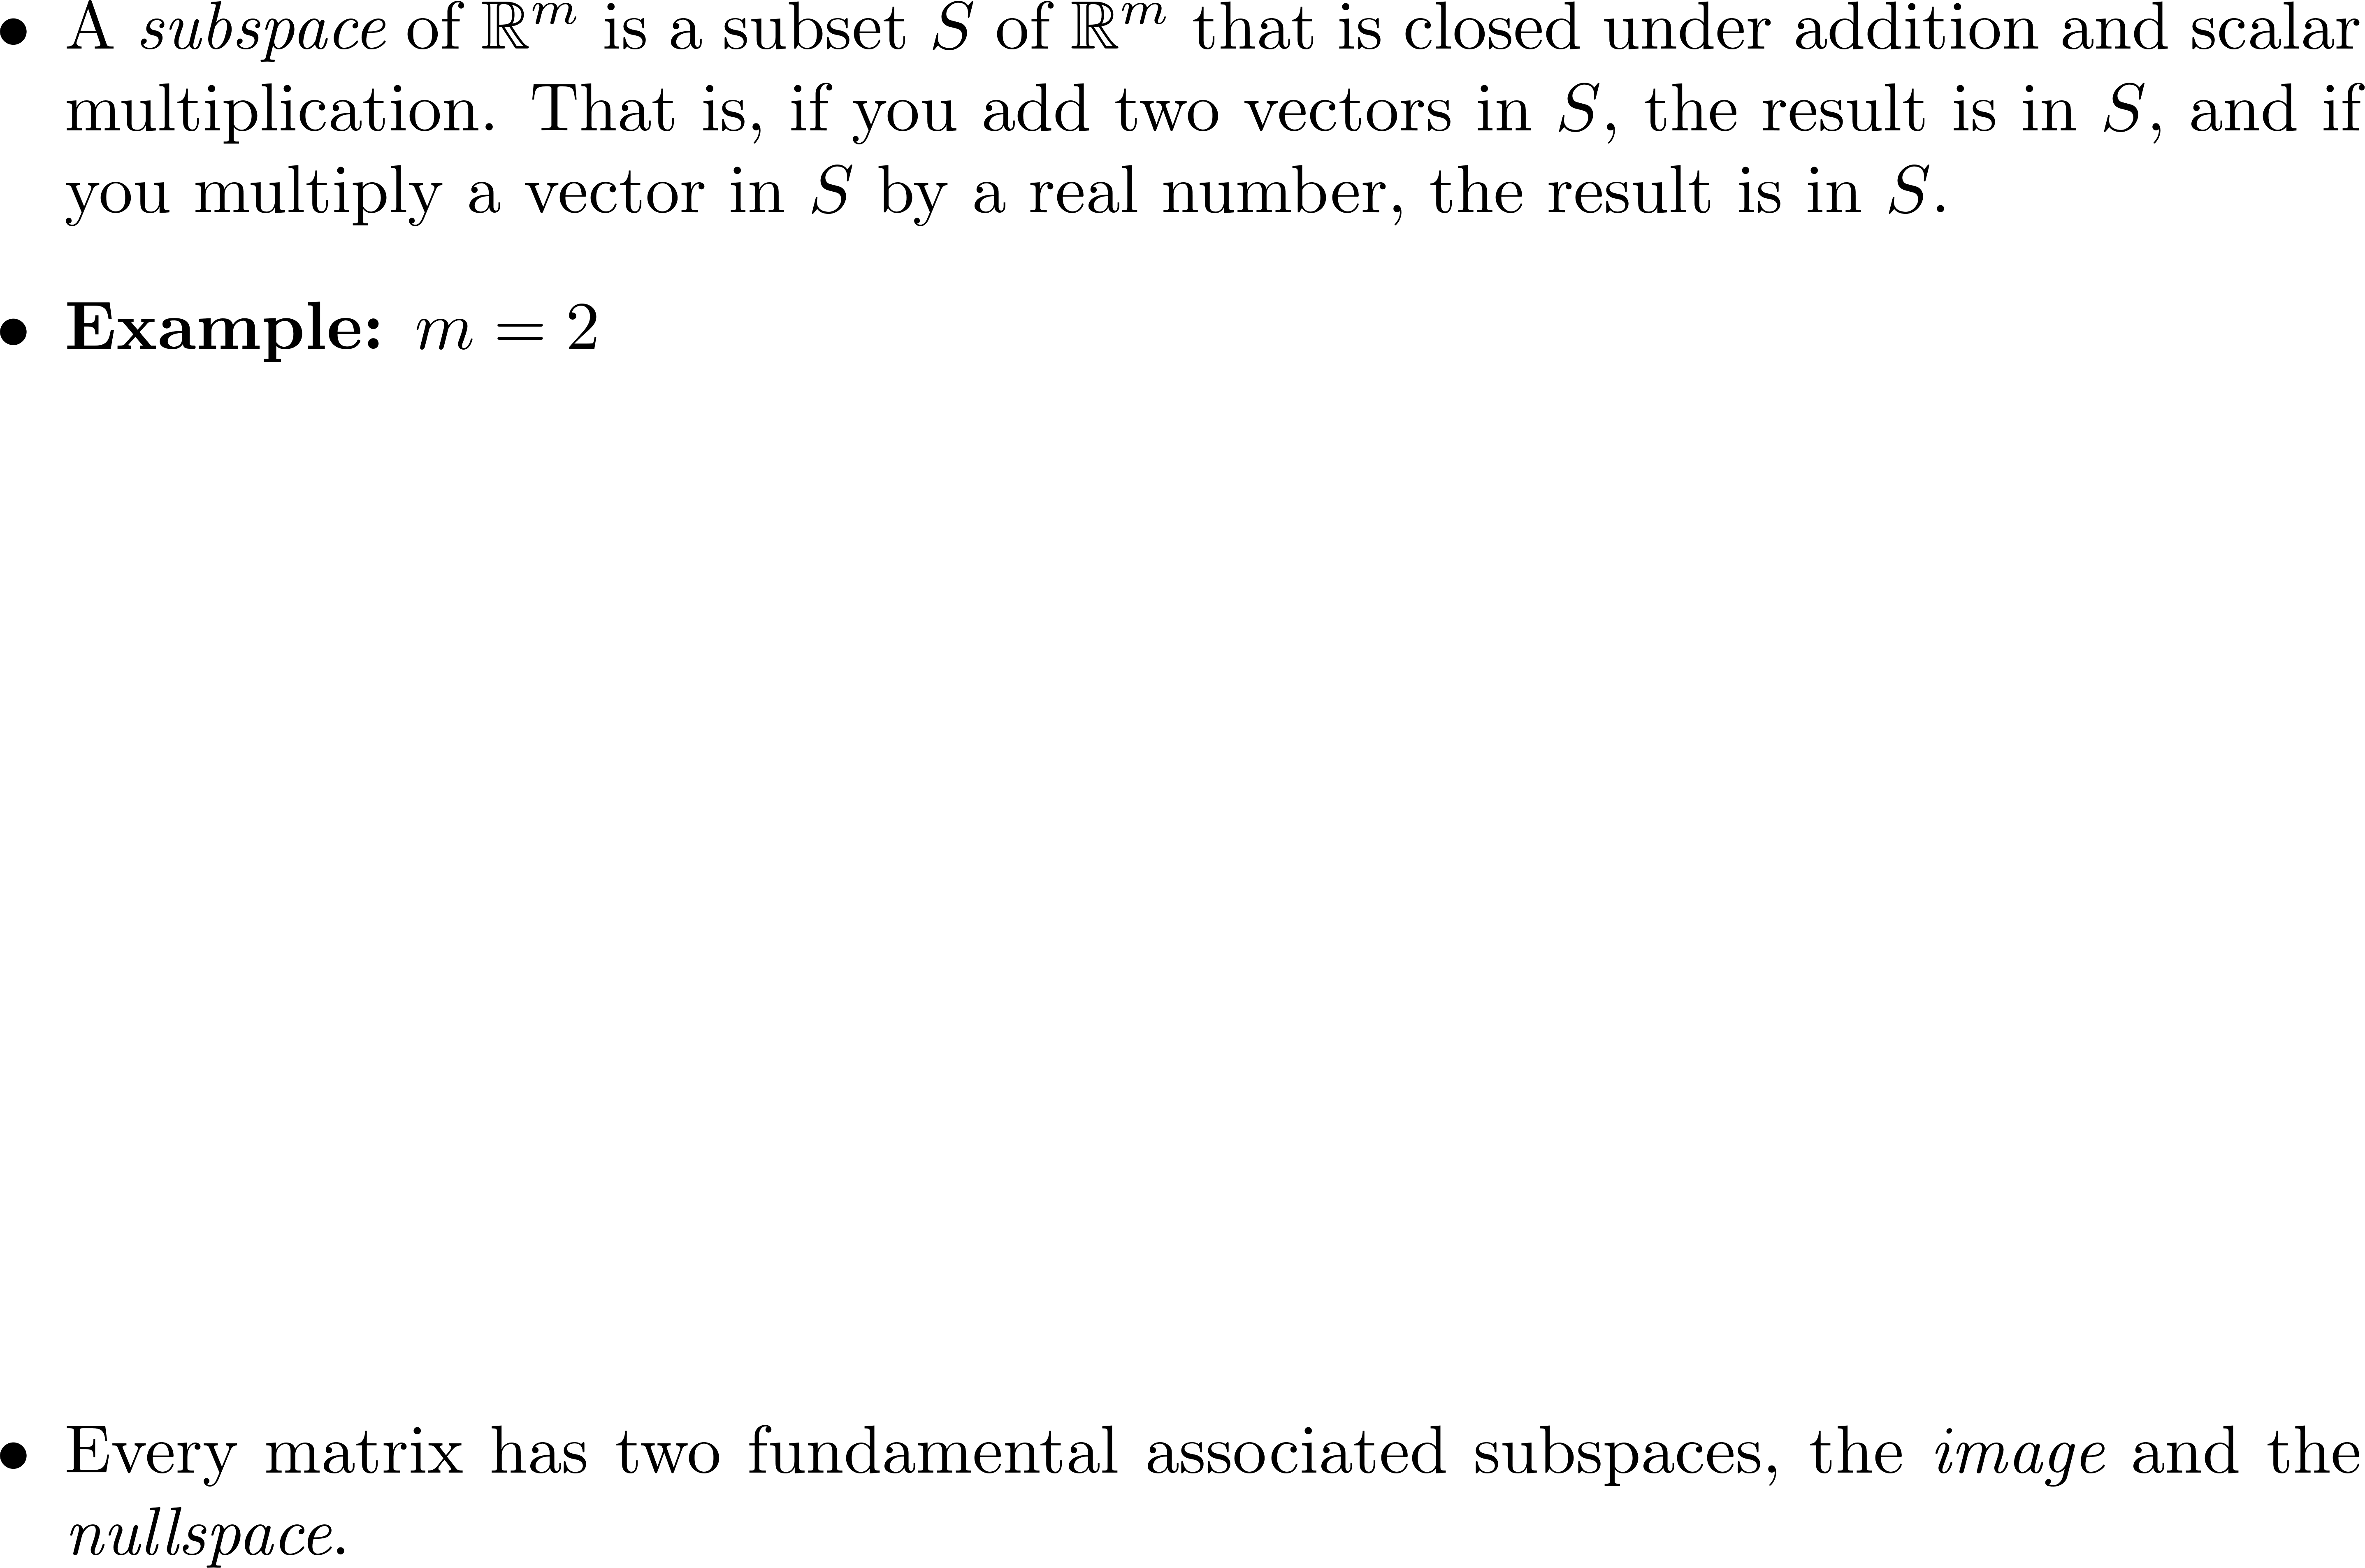 • A subspace of ℝᵐ is a subset S of ℝᵐ that is closed under addition and scalar
multiplication. That is, if you add two vectors in S, the result is in S, and if
you multiply a vector in S by a real number, the result is in S.
• Example: m = 2
• Every matrix has two fundamental associated subspaces, the image and the
nullspace.